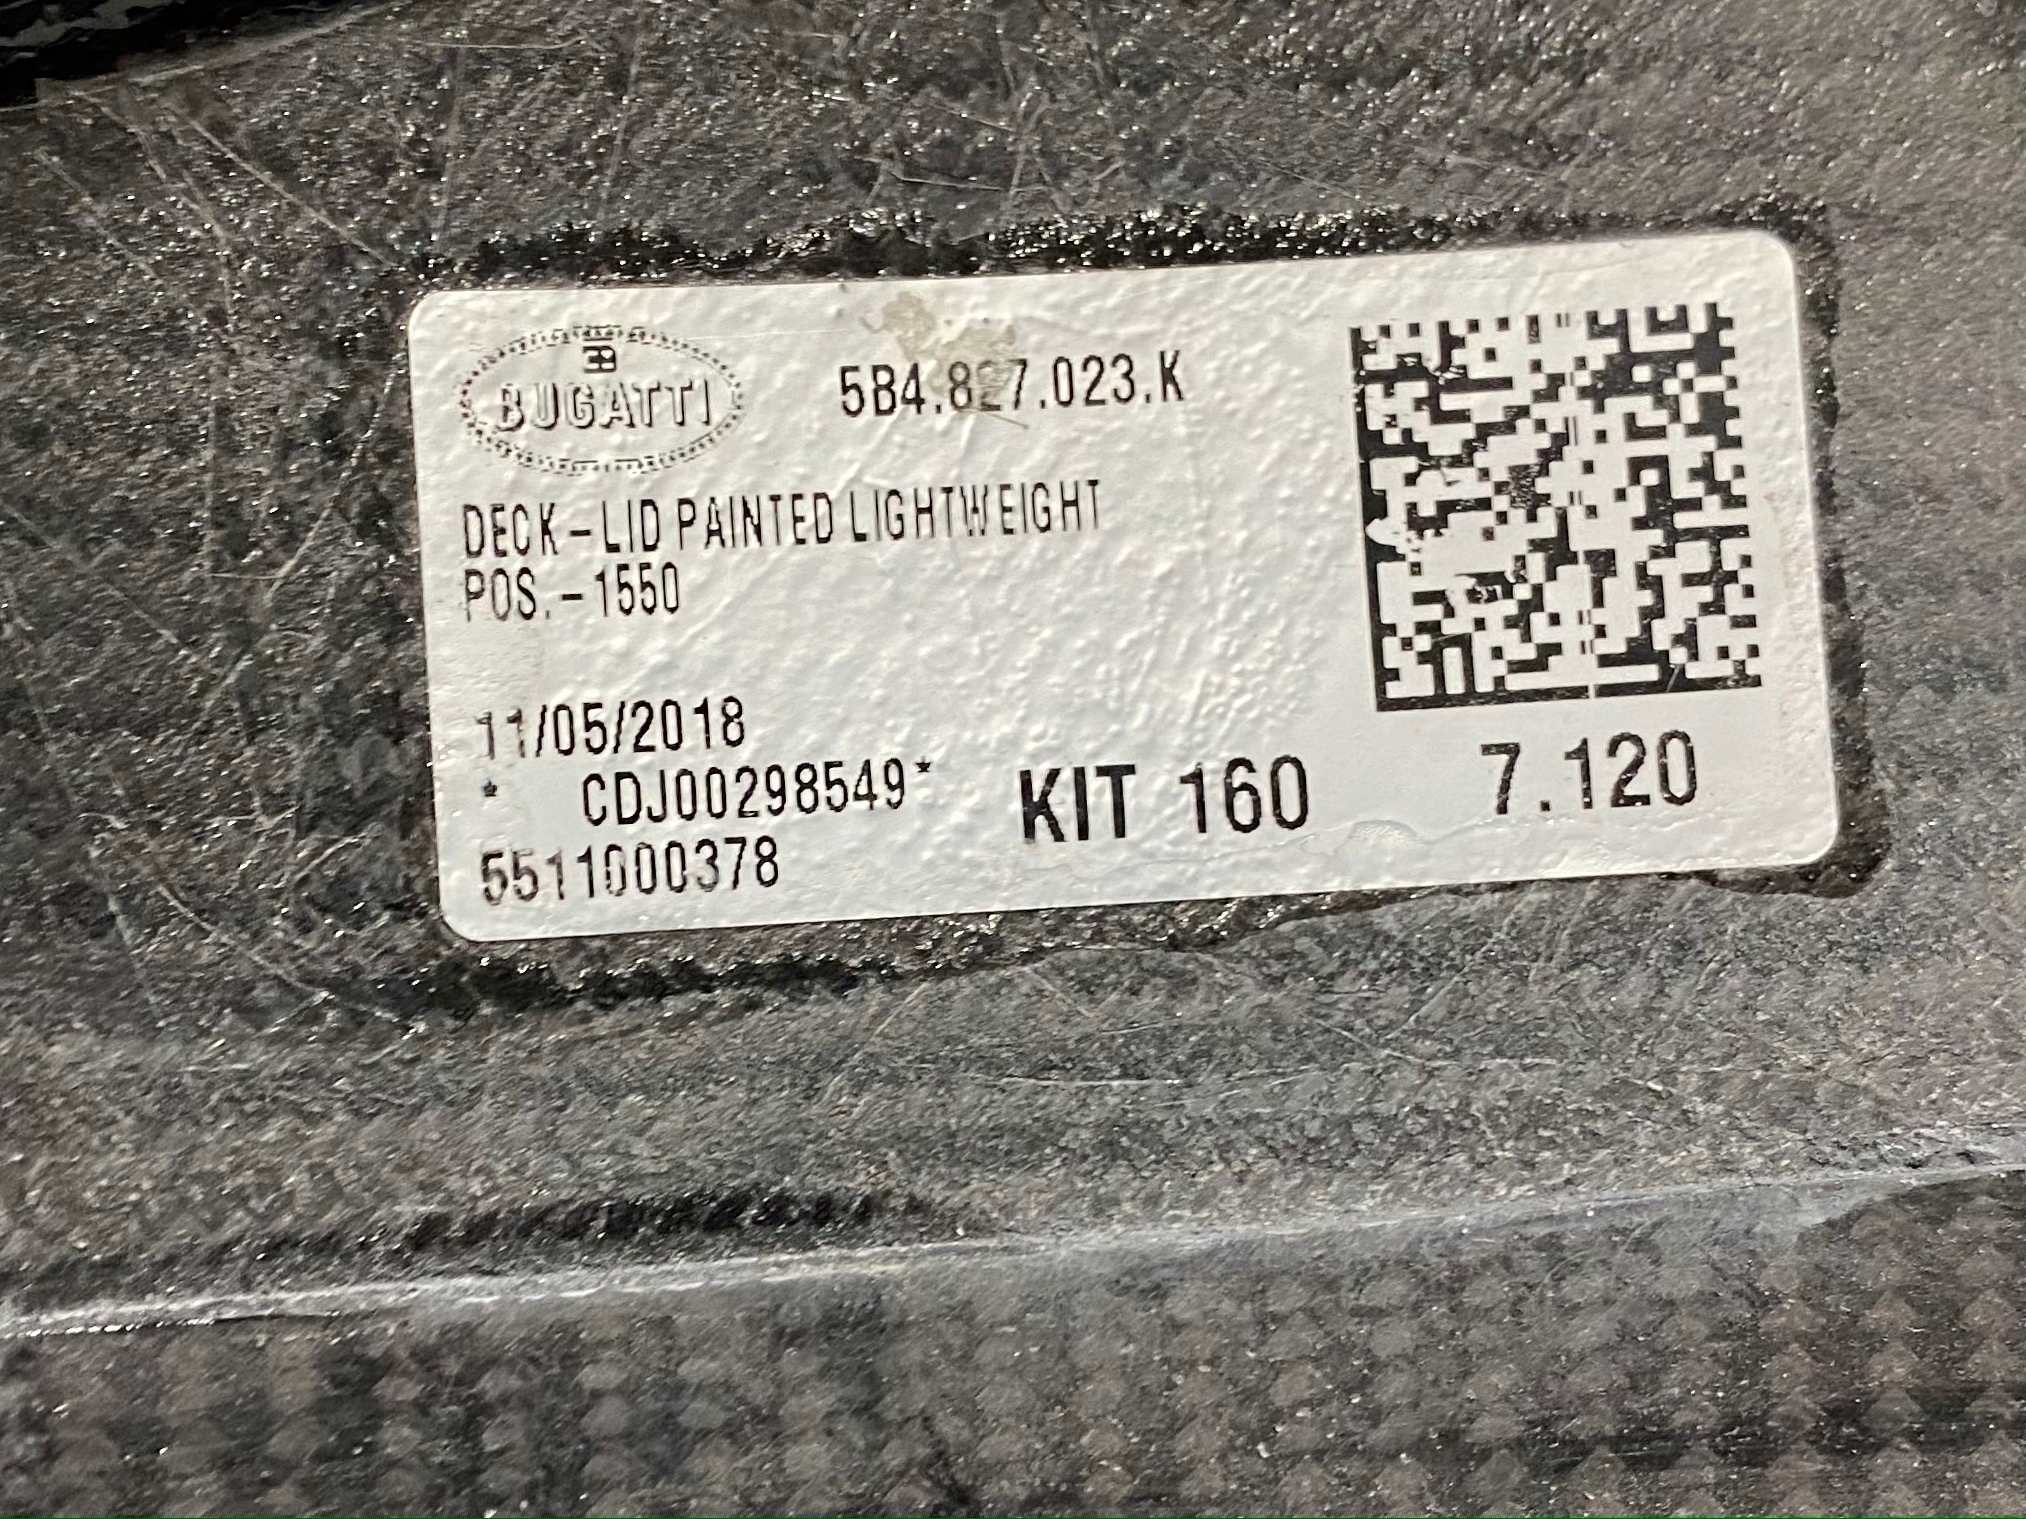 EB
BUGATTI
5B4.827.023.K
DECK-LID PAINTED LIGHTWEIGHT
POS.-1550
11/05/2018
* CDJ00298549*
KIT 160
7.120
5511000378